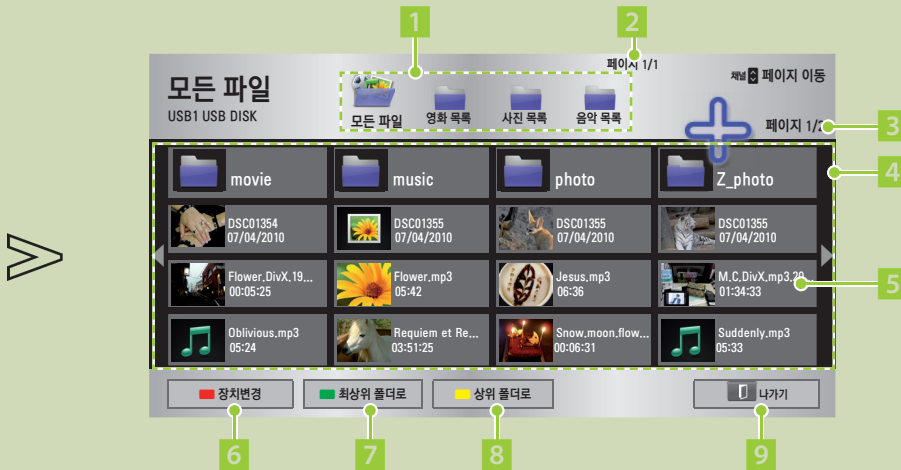 1
2
페이지 1/1
모든 파일
USB1 USB DISK
모든 파일
영화 목록
사진 목록
음악 목록
채널 페이지 이동
페이지 1/2
3
4
movie
music
photo
Z_photo
DSC01354
07/04/2010
DSC01355
07/04/2010
DSC01355
07/04/2010
DSC01355
07/04/2010
Flower,DivX,19...
00:05:25
Flower,mp3
05:42
Jesus,mp3
06:36
M,C,DivX,mp3,20...
01:34:33
5
Oblivious,mp3
05:24
Requiem et Re...
03:51:25
Snow,moon,flow...
00:06:31
Suddenly,mp3
05:33
장치변경
최상위 폴더로
상위 폴더로
나가기
6
7
8
9